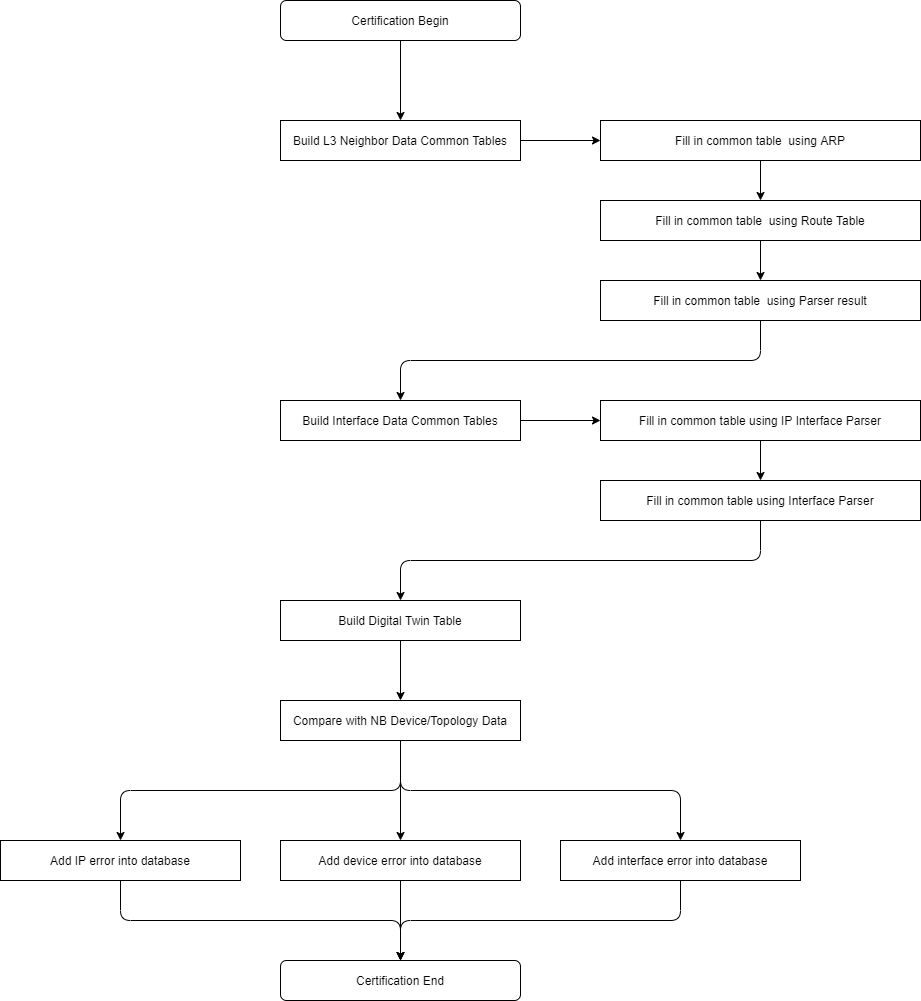 Certification Begin
Build L3 Neighbor Data Common Tables
Fill in common table  using ARP
Fill in common table  using Route Table
Fill in common table  using Parser result
Build Interface Data Common Tables
Fill in common table using IP Interface Parser
Fill in common table using Interface Parser
Build Digital Twin Table
Compare with NB Device/Topology Data
Add IP error into database
Add device error into database
Add interface error into database
Certification End